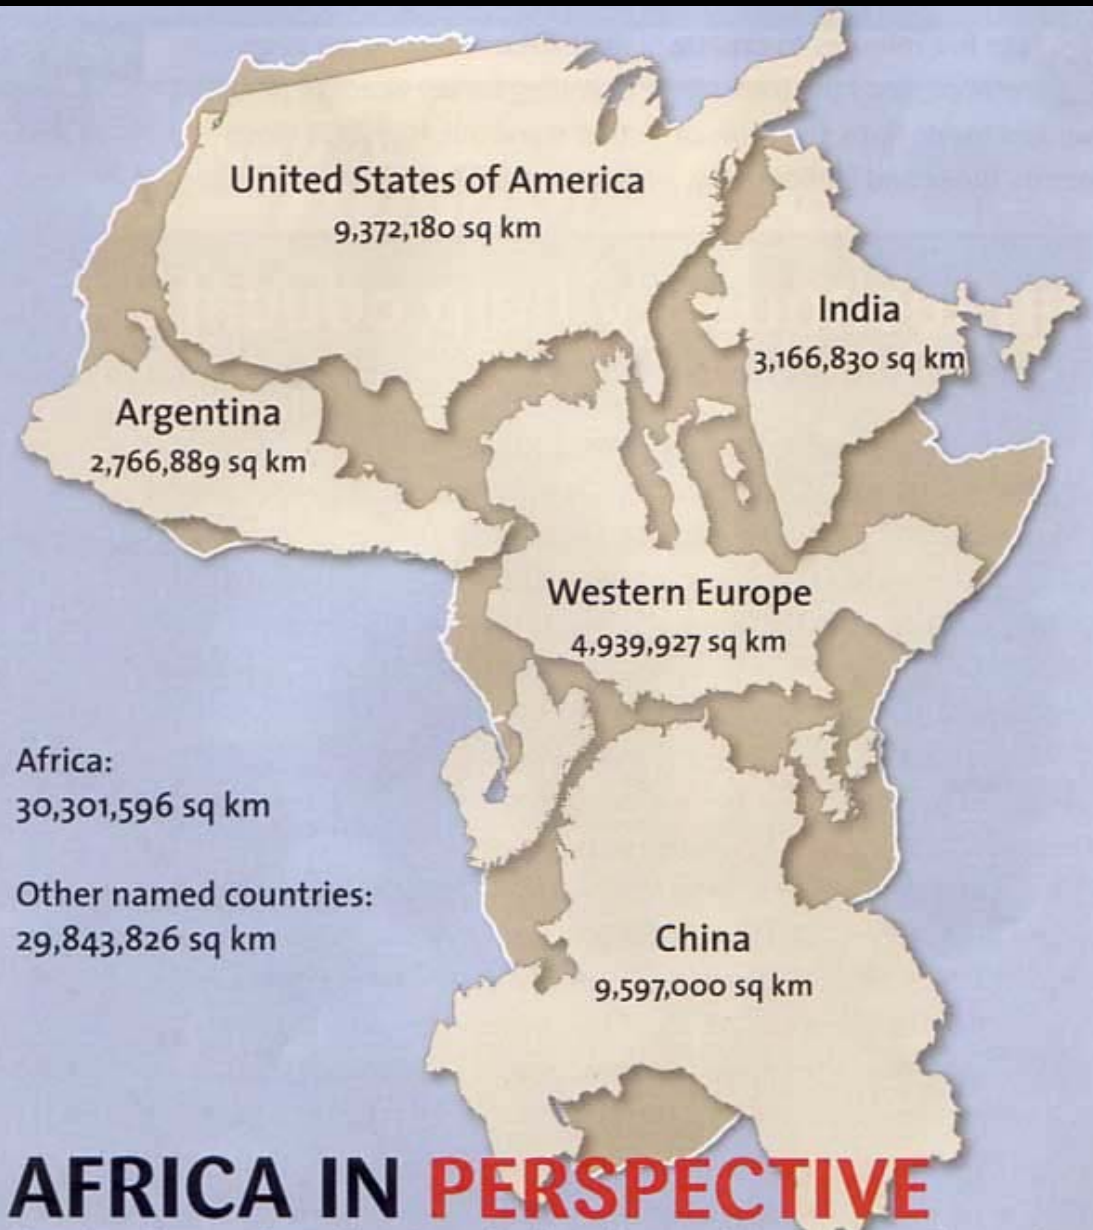 United States of America
9,372,180 sq km
India
3,166,830 sq km
Argentina
2,766,889 sq km
Western Europe
4,939,927 sq km
Africa:
30,301,596 sq km
Other named countries:
29,843,826 sq km
China
9,597,000 sq km
AFRICA IN PERSPECTIVE